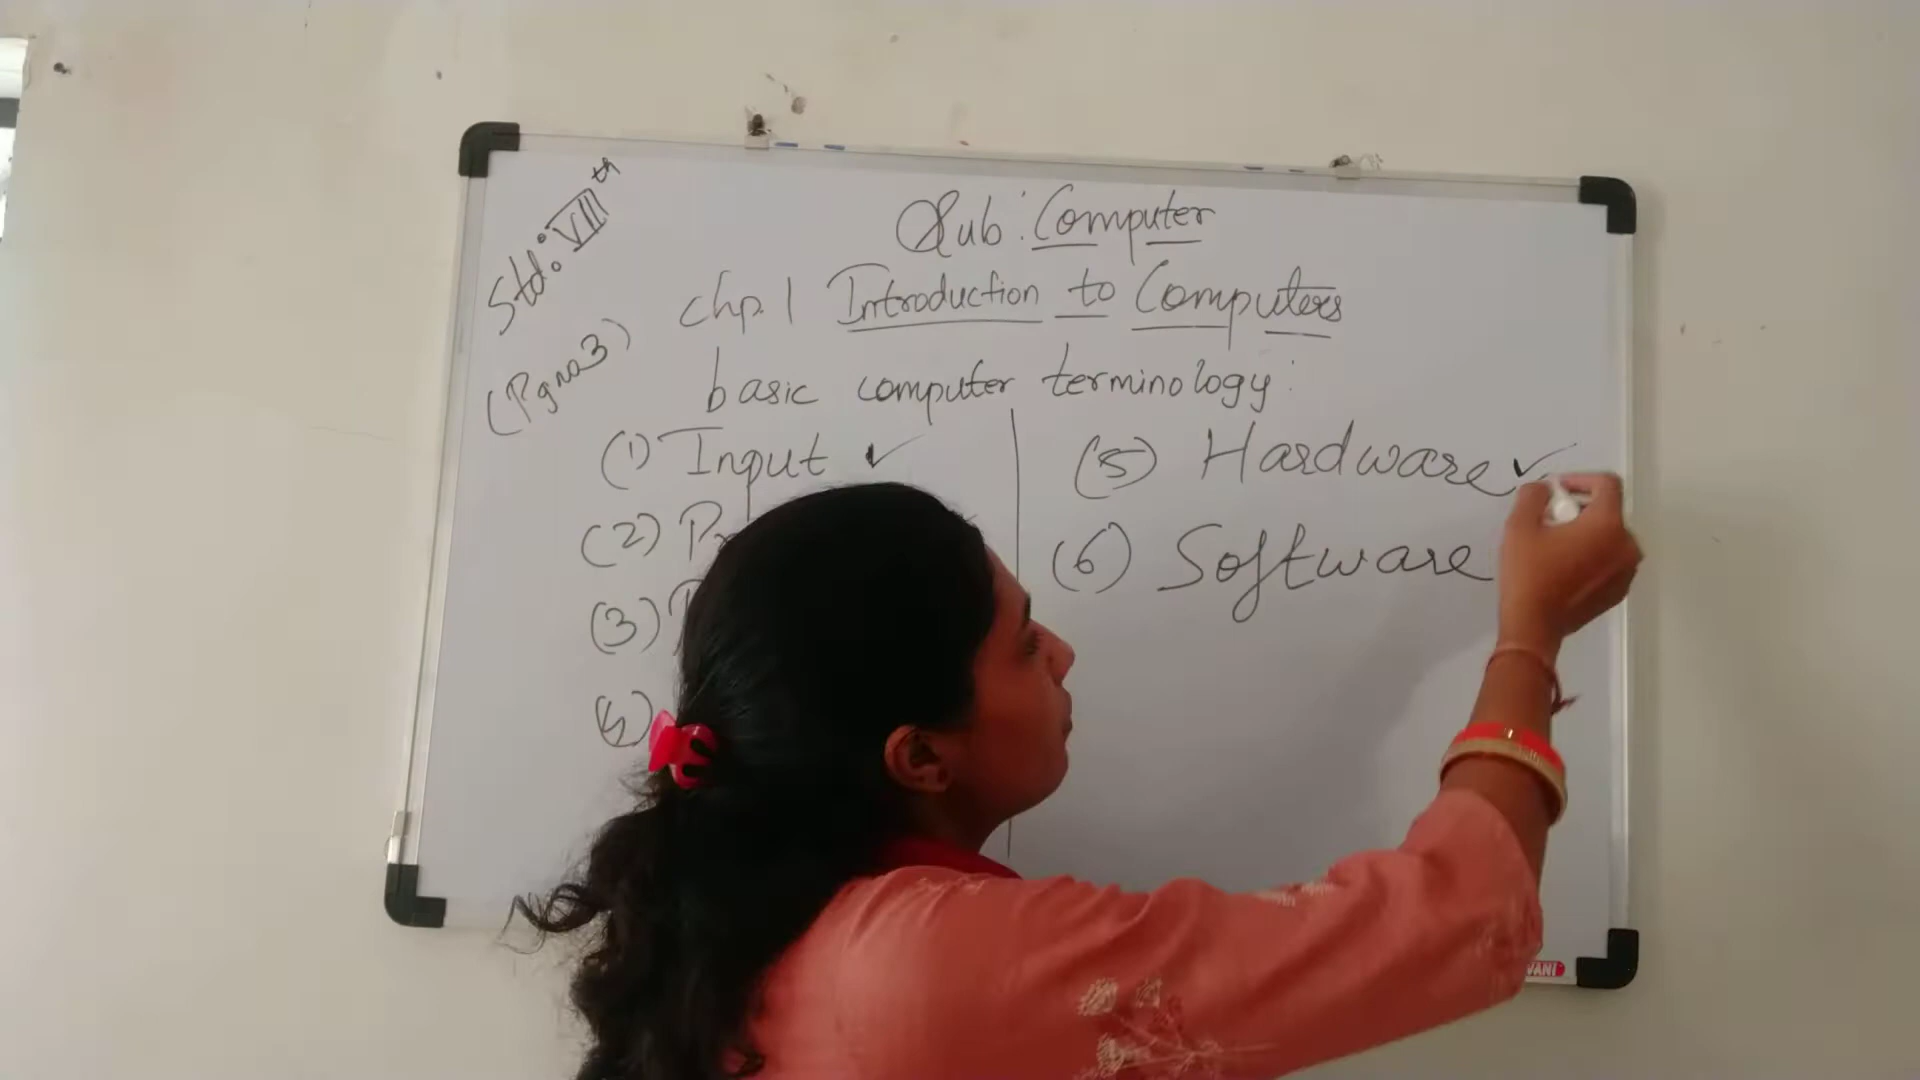 Std: VIIIth
(Pg no 3)
Sub: Computer
chp. 1 Introduction to Computers
basic computer terminology:
(1) Input ✓
(2)
(3)
(5) Hardware ✓
(6) Software
VANI